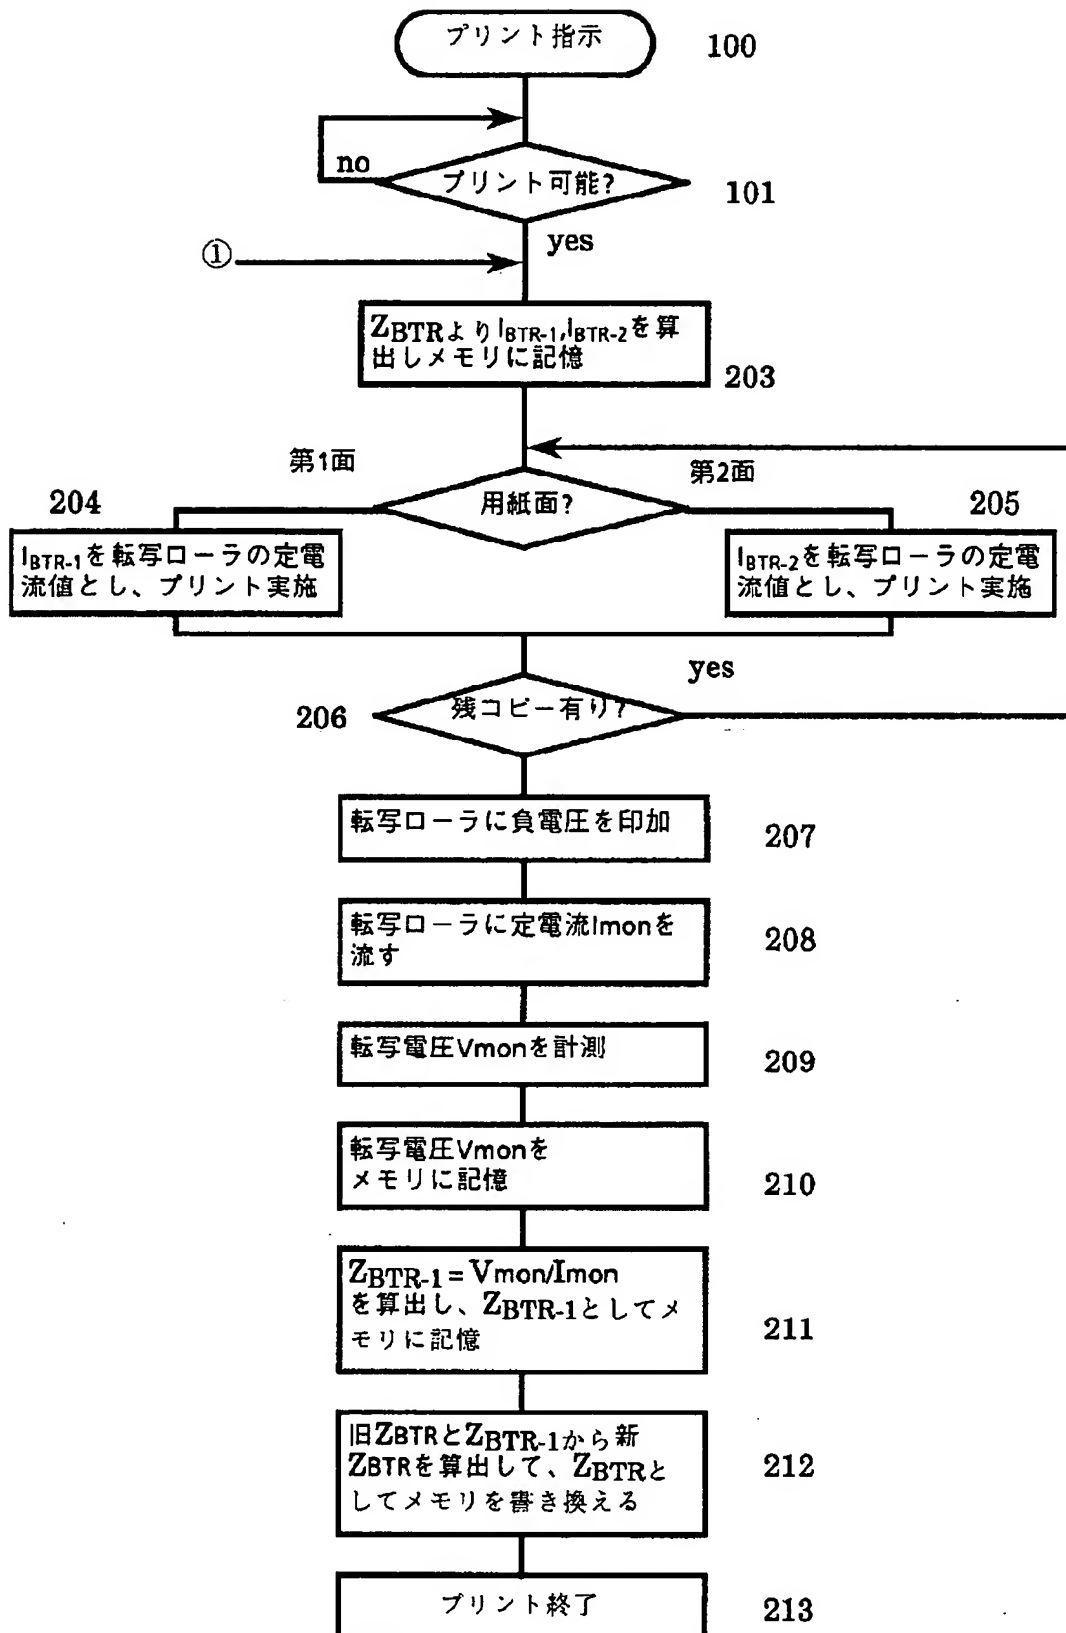 プリント指示
100
no
プリント可能?
101
yes
①
ZBTRよりIBTR-1,IBTR-2を算
出しメモリに記憶
203
第1面
第2面
用紙面?
204
205
IBTR-1を転写ローラの定電
流値とし、プリント実施
IBTR-2を転写ローラの定電
流値とし、プリント実施
yes
206
残コピー有り?
転写ローラに負電圧を印加
207
転写ローラに定電流Imonを
流す
208
転写電圧Vmonを計測
209
転写電圧Vmonを
メモリに記憶
210
ZBTR-1=Vmon/Imon
を算出し、ZBTR-1としてメ
モリに記憶
211
旧ZBTRとZBTR-1から新
ZBTRを算出して、ZBTRと
してメモリを書き換える
212
プリント終了
213